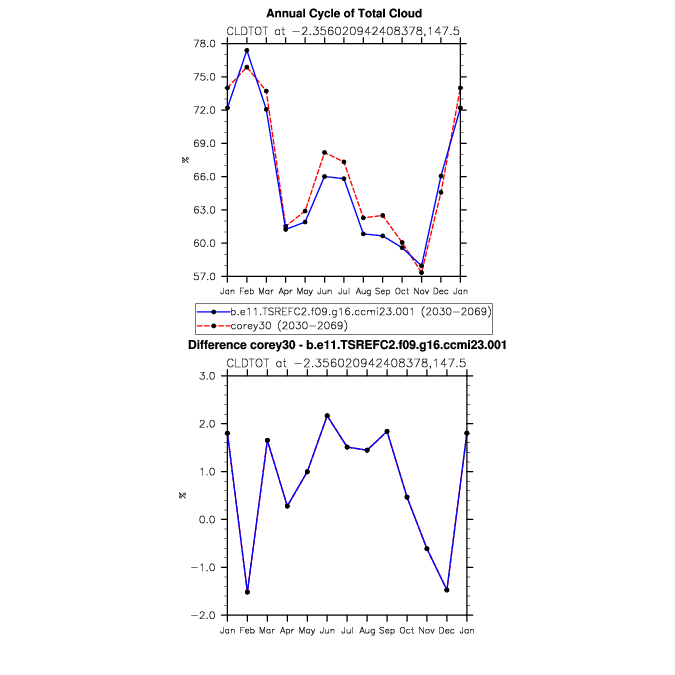 Annual Cycle of Total Cloud
CLDTOT at −2.356020942408378,147.5
78.0
75.0
72.0
69.0
66.0
63.0
60.0
57.0
%
Jan Feb Mar Apr May Jun Jul Aug Sep Oct Nov Dec Jan
b.e11.TSREFC2.f09.g16.ccmi23.001 (2030−2069)
corey30 (2030−2069)
Difference corey30 - b.e11.TSREFC2.f09.g16.ccmi23.001
CLDTOT at −2.356020942408378,147.5
3.0
2.0
1.0
0.0
−1.0
−2.0
%
Jan Feb Mar Apr May Jun Jul Aug Sep Oct Nov Dec Jan